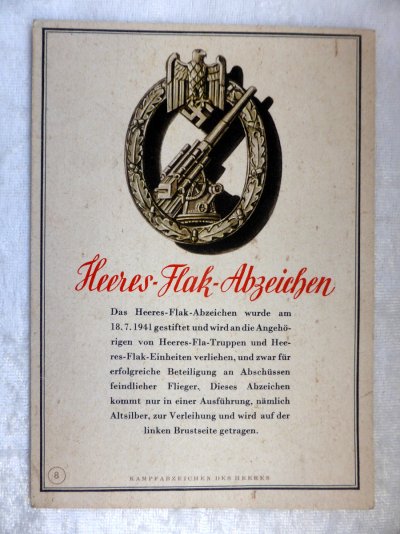 Heeres-Flak-Abzeichen
Das Heeres-Flak-Abzeichen wurde am
18.7.1941 gestiftet und wird an die Angehö-
rigen von Heeres-Fla-Truppen und Hee-
res-Flak-Einheiten verliehen, und zwar für
erfolgreiche Beteiligung an Abschüssen
feindlicher Flieger. Dieses Abzeichen
kommt nur in einer Ausführung, nämlich
Altsilber, zur Verleihung und wird auf der
linken Brustseite getragen.
8
KAMPFABZEICHEN DES HEERES